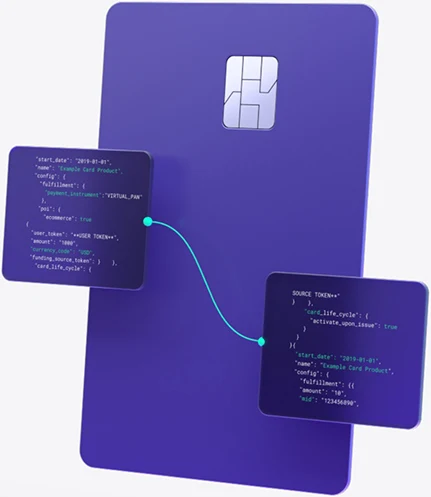 "start_date": "2019-01-01",
"name": "Example Card Product",
"config": {
"fulfillment": {
"payment_instrument":"VIRTUAL_PAN"
},
"poi": {
"ecommerce": true
{
"user_token": "**USER TOKEN**",
"amount": "1000",
"currency_code": "USD",
"funding_source_token": } },
"card_life_cycle": {
SOURCE TOKEN**"
} },
"card_life_cycle": {
"activate_upon_issue": true
}
}{
"start_date": "2019-01-01",
"name": "Example Card Product",
"config": {
"fulfillment": {{
"amount": "10",
"mid": "123456890",